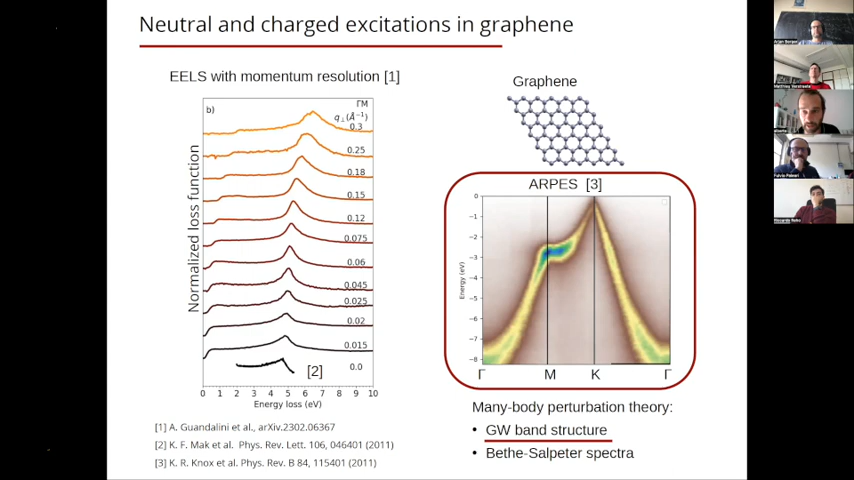 Neutral and charged excitations in graphene
EELS with momentum resolution [1]
b)
ΓM
q⊥(Å⁻¹)
0.3
0.25
0.18
0.15
0.12
0.075
0.06
0.045
0.025
0.02
0.015
0.0
[2]
Normalized loss function
0 1 2 3 4 5 6 7 8 9 10
Energy loss (eV)
[1] A. Guandalini et al., arXiv.2302.06367
[2] K. F. Mak et al. Phys. Rev. Lett. 106, 046401 (2011)
[3] K. R. Knox et al. Phys. Rev. B 84, 115401 (2011)
Graphene
ARPES [3]
Energy (eV)
0
−1
−2
−3
−4
−5
−6
−7
−8
Γ M K Γ
Many-body perturbation theory:
• GW band structure
• Bethe-Salpeter spectra